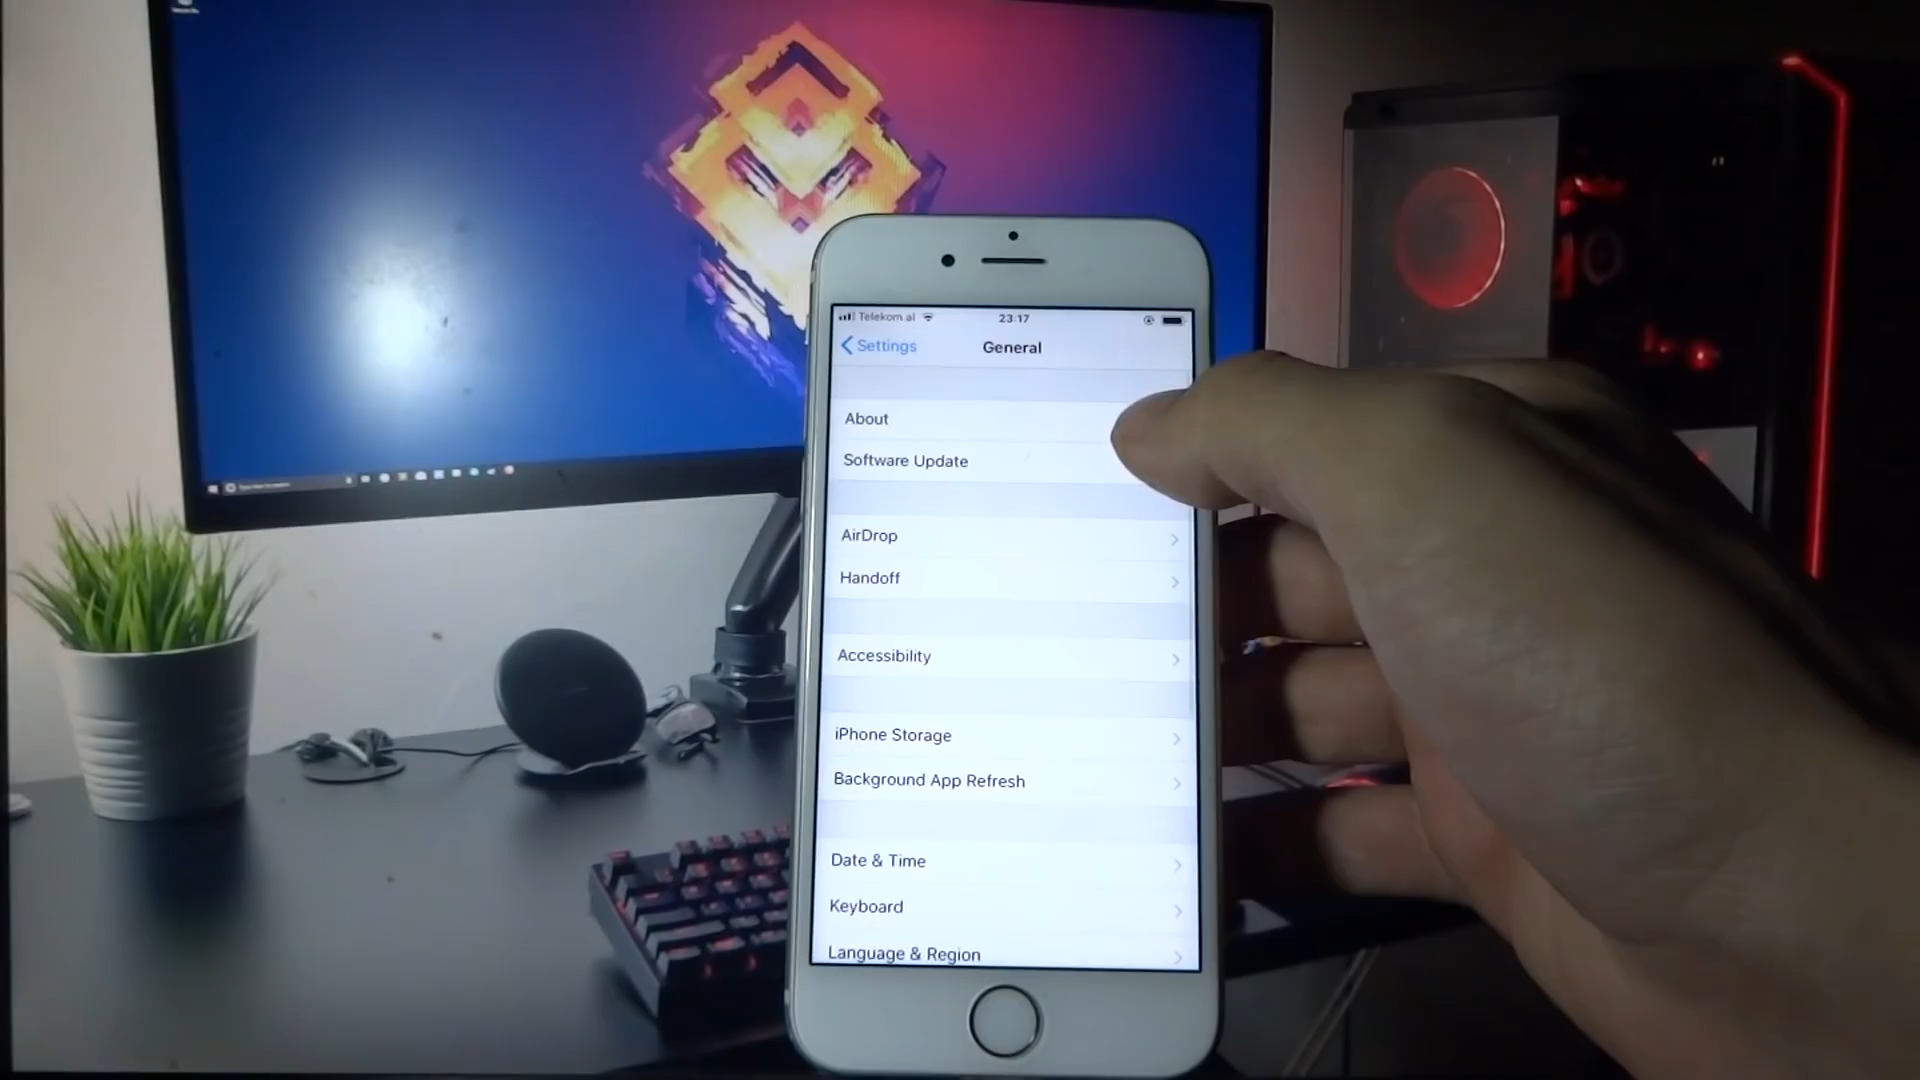 Telekom.al
23:17
Settings
General
About
Software Update
AirDrop
Handoff
Accessibility
iPhone Storage
Background App Refresh
Date & Time
Keyboard
Language & Region